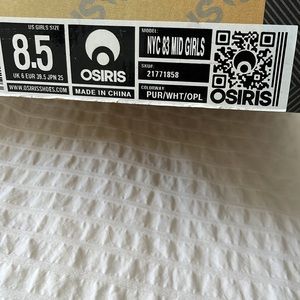 US GIRLS SIZE
8.5
UK 6 EUR 39.5 JPN 25
WWW.OSIRISSHOES.COM
OSIRIS
MADE IN CHINA
MODEL:
NYC 83 MID GIRLS
SKU#
21771858
COLORWAY:
PUR/WHT/OPL
OSIRIS